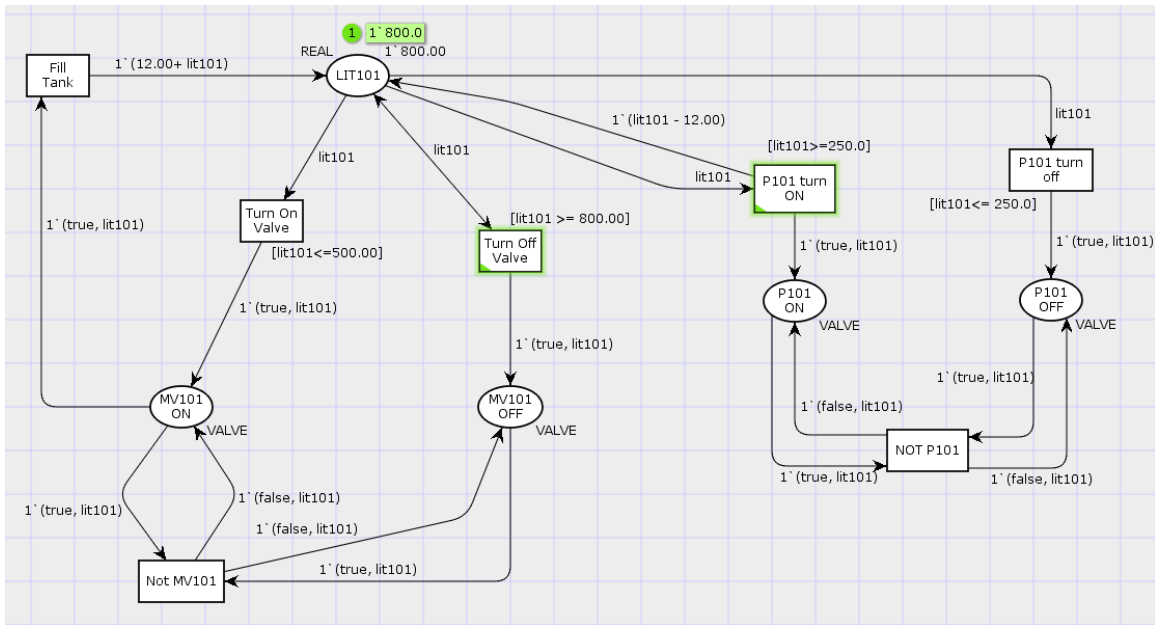 1 1`800.0
REAL 1`800.00
Fill
Tank
1`(12.00+ lit101)
LIT101
lit101
1`(lit101 - 12.00)
[lit101>=250.0]
lit101
lit101
lit101
P101 turn
off
P101 turn
ON
[lit101<= 250.0]
Turn On
Valve
[lit101 >= 800.00]
1`(true, lit101)
Turn Off
Valve
[lit101<=500.00]
1`(true, lit101)
1`(true, lit101)
P101
ON
VALVE
P101
OFF
VALVE
1`(true, lit101)
1`(true, lit101)
1`(true, lit101)
MV101
ON
VALVE
MV101
OFF
VALVE
1`(false, lit101)
NOT P101
1`(true, lit101)
1`(false, lit101)
1`(true, lit101)
1`(false, lit101)
1`(false, lit101)
1`(true, lit101)
Not MV101